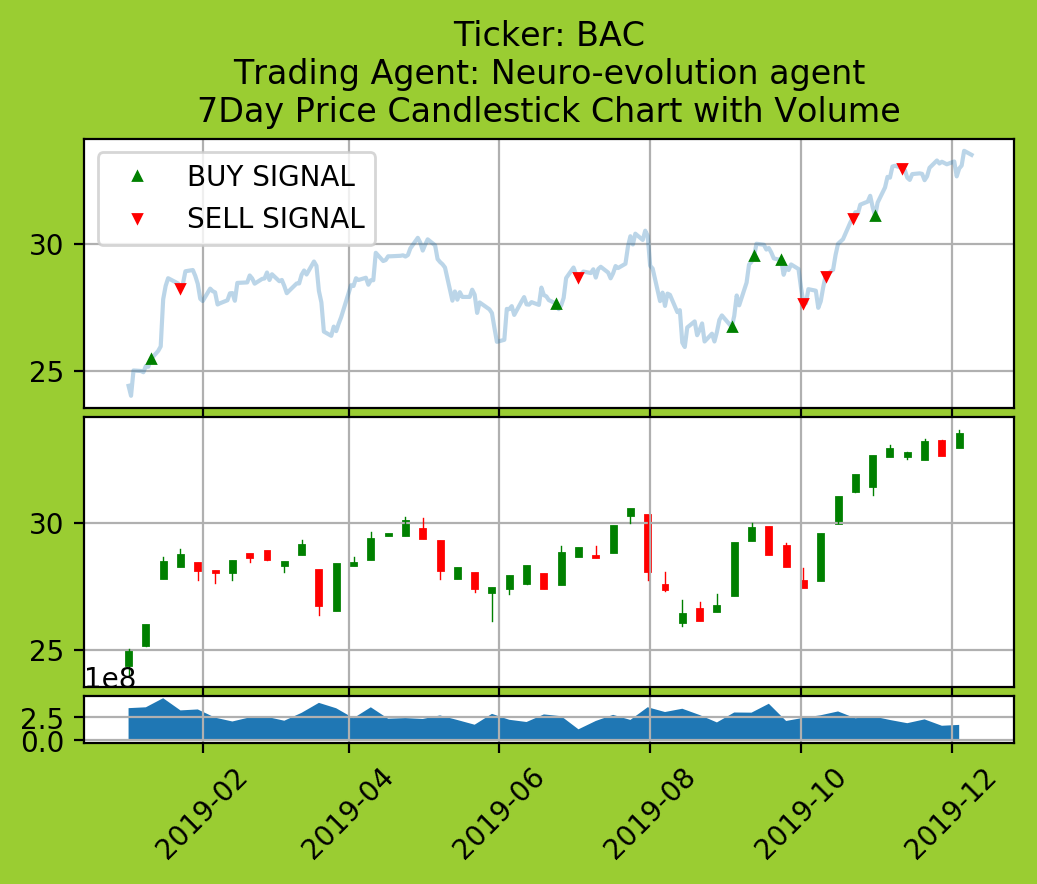 Ticker: BAC
Trading Agent: Neuro-evolution agent
7Day Price Candlestick Chart with Volume
BUY SIGNAL
SELL SIGNAL
30
25
30
25
1e8
2.5
0.0
2019-02
2019-04
2019-06
2019-08
2019-10
2019-12